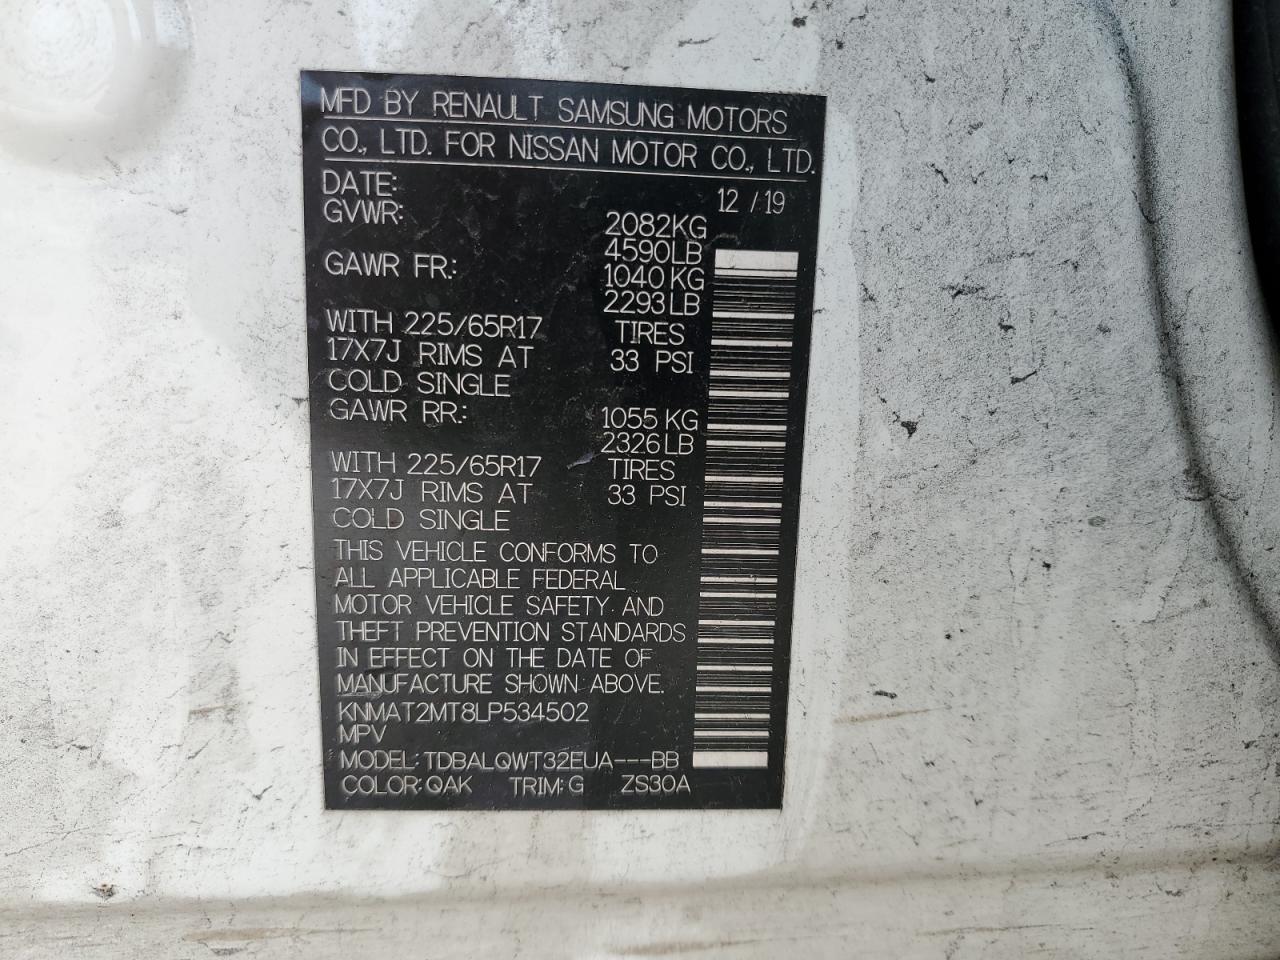 MFD BY RENAULT SAMSUNG MOTORS
CO., LTD. FOR NISSAN MOTOR CO., LTD.
DATE: 12 / 19
GVWR: 2082KG
4590LB
GAWR FR.: 1040 KG
2293 LB
WITH 225/65R17 TIRES
17X7J RIMS AT 33 PSI
COLD SINGLE
GAWR RR.: 1055 KG
2326 LB
WITH 225/65R17 TIRES
17X7J RIMS AT 33 PSI
COLD SINGLE
THIS VEHICLE CONFORMS TO
ALL APPLICABLE FEDERAL
MOTOR VEHICLE SAFETY AND
THEFT PREVENTION STANDARDS
IN EFFECT ON THE DATE OF
MANUFACTURE SHOWN ABOVE.
KNMAT2MT8LP534502
MPV
MODEL: TDBALQWT32EUA---BB
COLOR: QAK TRIM: G ZS30A